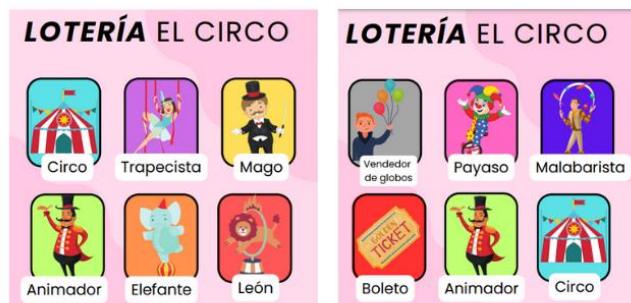 LOTERÍA EL CIRCO
Circo
Trapecista
Mago
Animador
Elefante
León
LOTERÍA EL CIRCO
Vendedor
de globos
Payaso
Malabarista
GOLDEN
TICKET
Boleto
Animador
Circo